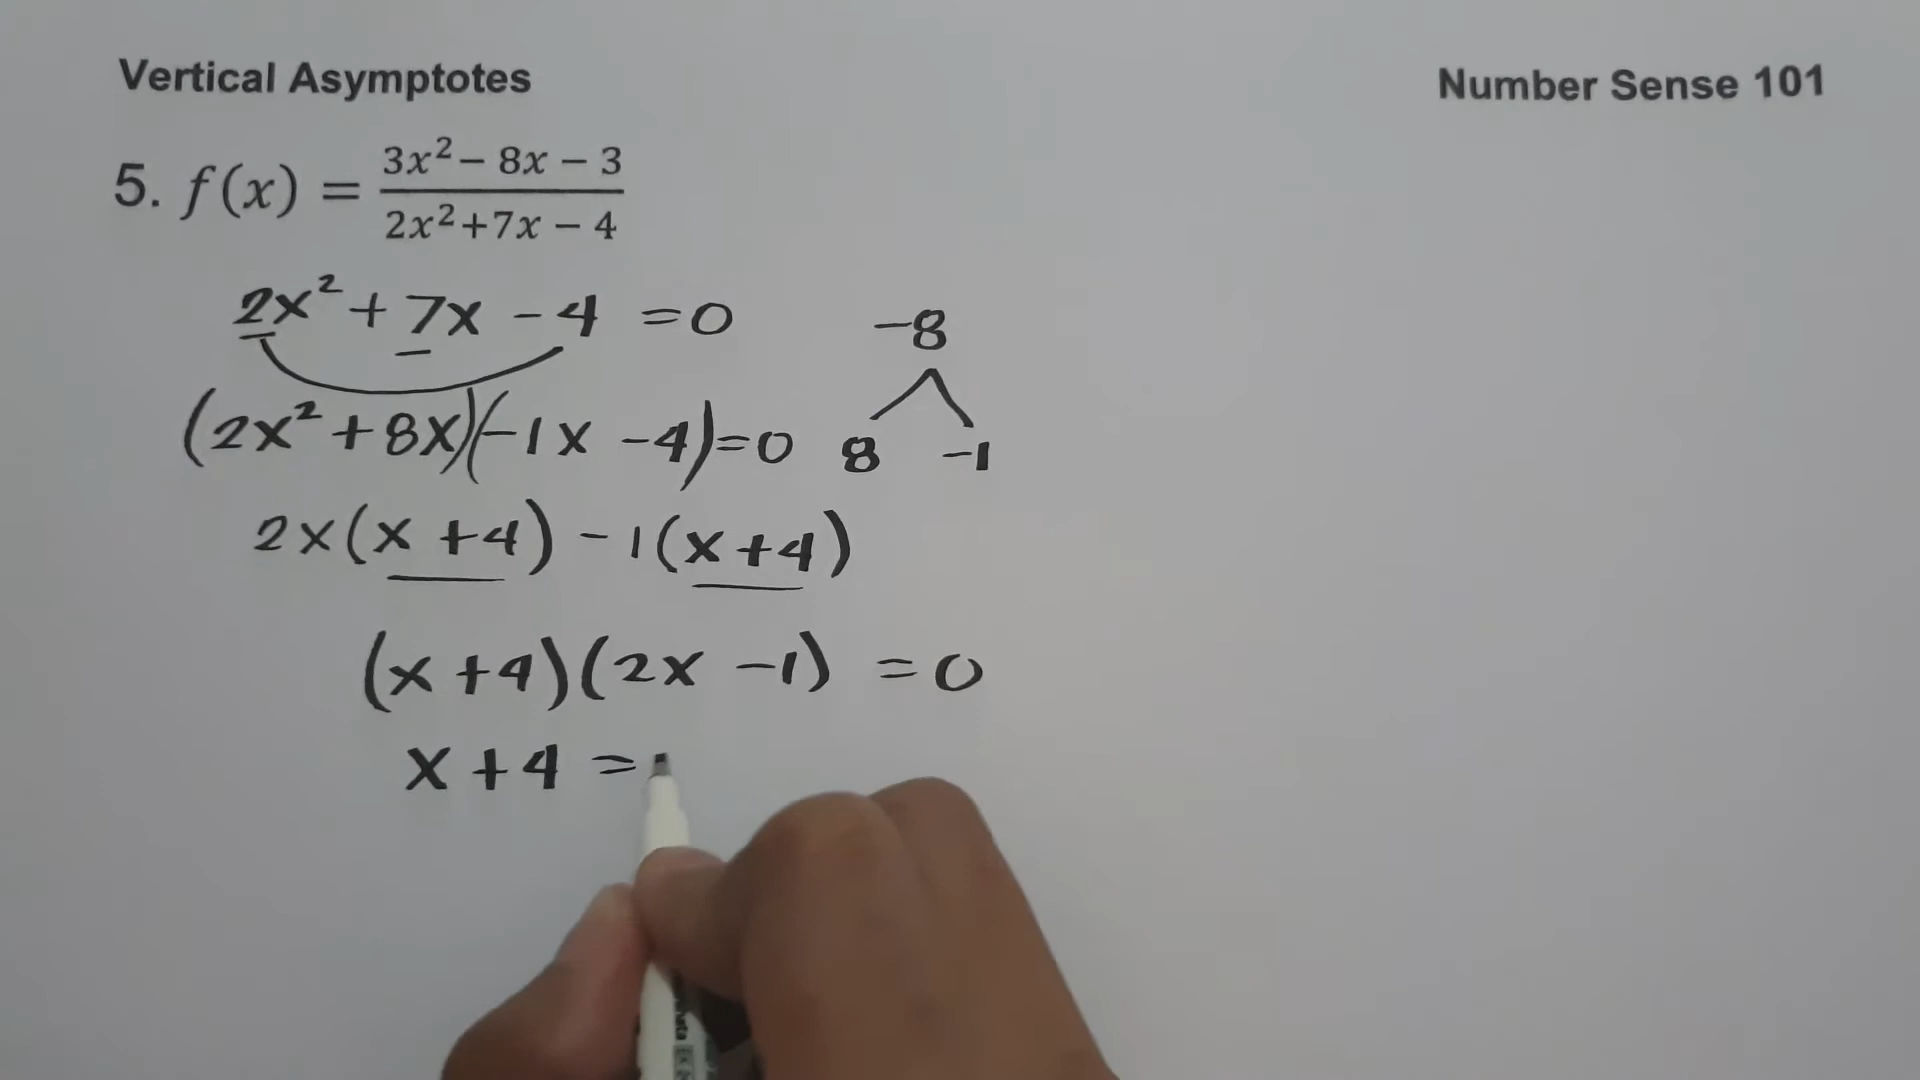 Vertical Asymptotes Number Sense 101
5. f(x) = (3x² − 8x − 3)/(2x² + 7x − 4)
2x² + 7x − 4 = 0
−8
(2x² + 8x)(−1x − 4) = 0 8 −1
2x(x + 4) − 1(x + 4)
(x + 4)(2x − 1) = 0
x + 4 =